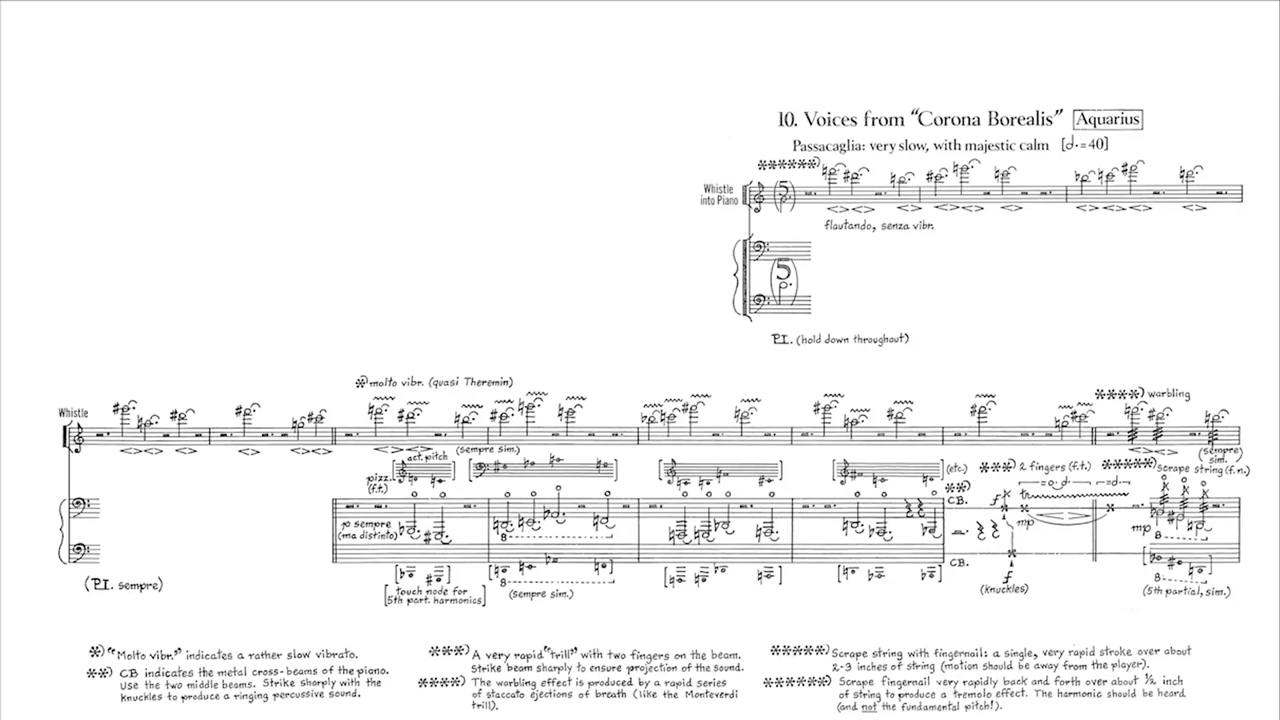 10. Voices from “Corona Borealis” Aquarius
Passacaglia: very slow, with majestic calm [𝅗𝅥.=40]
******)
Whistle
into Piano
5
flautando, senza vibr.
5
P.I. (hold down throughout)
*) molto vibr. (quasi Theremin)
Whistle
****) warbling
act. pitch
(sempre sim.)
(sempre
sim.)
pizz.
(f.t.)
(etc.)
***) 2 fingers (f.t.)
*****) scrape string (f.n.)
**)
CB.
f
tr
p sempre
(ma distinto)
8
mp
mp
8
CB.
f
(knuckles)
(P.I. sempre)
[touch node for
5th part. harmonics]
8
(sempre sim.)
8
(5th partial, sim.)
*) “Molto vibr.” indicates a rather slow vibrato.
**) CB indicates the metal cross-beams of the piano.
Use the two middle beams. Strike sharply with the
knuckles to produce a ringing percussive sound.
***) A very rapid “trill” with two fingers on the beam.
Strike beam sharply to ensure projection of the sound.
****) The warbling effect is produced by a rapid series
of staccato ejections of breath (like the Monteverdi
trill).
*****) Scrape string with fingernail: a single, very rapid stroke over about
2-3 inches of string (motion should be away from the player).
******) Scrape fingernail very rapidly back and forth over about ½ inch
of string to produce a tremolo effect. The harmonic should be heard
(and not the fundamental pitch!).